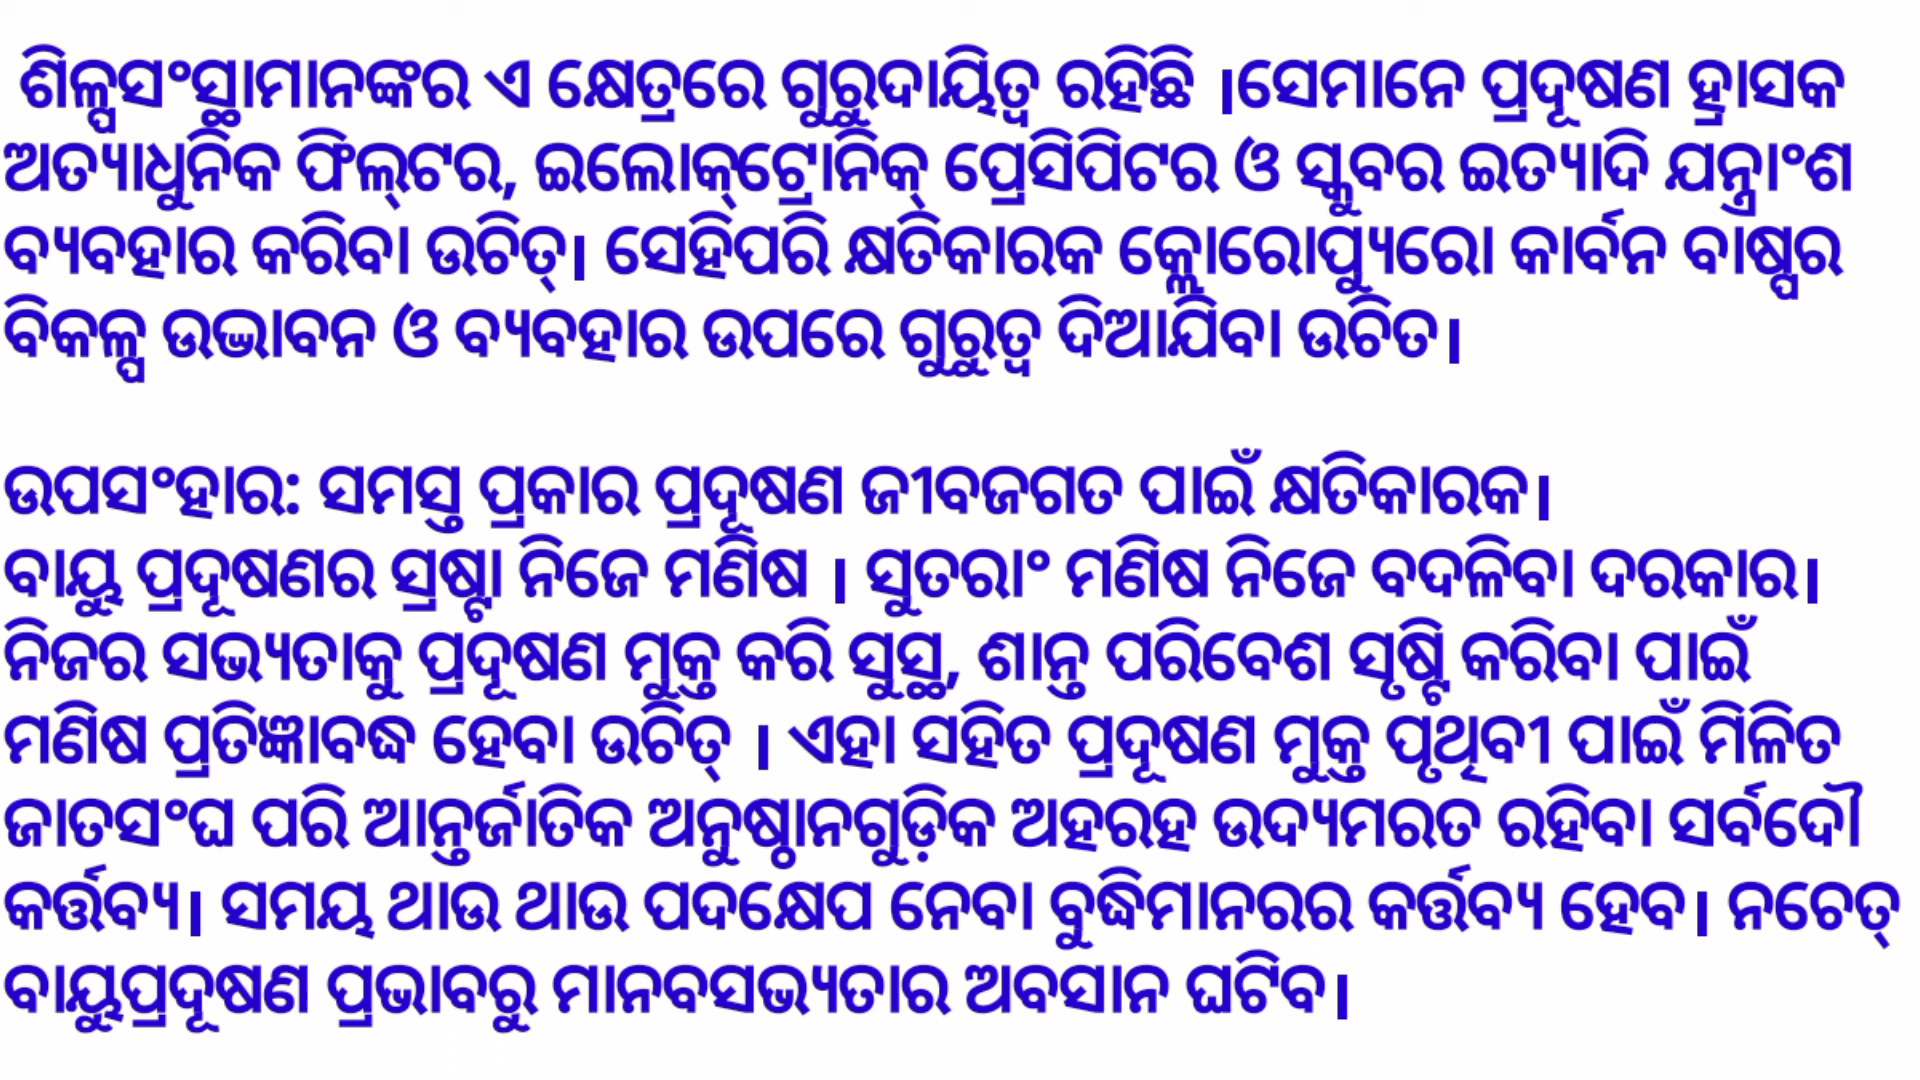 ଶିଳ୍ପସଂସ୍ଥାମାନଙ୍କର ଏ କ୍ଷେତ୍ରରେ ଗୁରୁଦାୟିତ୍ୱ ରହିଛି ।ସେମାନେ ପ୍ରଦୂଷଣ ହ୍ରାସକ
ଅତ୍ୟାଧୁନିକ ଫିଲ୍‌ଟର, ଇଲୋକ୍‌ଟ୍ରୋନିକ୍ ପ୍ରେସିପିଟର ଓ ସ୍କୁବର ଇତ୍ୟାଦି ଯନ୍ତ୍ରାଂଶ
ବ୍ୟବହାର କରିବା ଉଚିତ୍। ସେହିପରି କ୍ଷତିକାରକ କ୍ଲୋରୋପ୍ୟୁରୋ କାର୍ବନ ବାଷ୍ପର
ବିକଳ୍ପ ଉଦ୍ଭାବନ ଓ ବ୍ୟବହାର ଉପରେ ଗୁରୁତ୍ୱ ଦିଆଯିବା ଉଚିତ।
ଉପସଂହାର: ସମସ୍ତ ପ୍ରକାର ପ୍ରଦୂଷଣ ଜୀବଜଗତ ପାଇଁ କ୍ଷତିକାରକ।
ବାୟୁ ପ୍ରଦୂଷଣର ସ୍ରଷ୍ଟା ନିଜେ ମଣିଷ । ସୁତରାଂ ମଣିଷ ନିଜେ ବଦଳିବା ଦରକାର।
ନିଜର ସଭ୍ୟତାକୁ ପ୍ରଦୂଷଣ ମୁକ୍ତ କରି ସୁସ୍ଥ, ଶାନ୍ତ ପରିବେଶ ସୃଷ୍ଟି କରିବା ପାଇଁ
ମଣିଷ ପ୍ରତିଜ୍ଞାବଦ୍ଧ ହେବା ଉଚିତ୍ । ଏହା ସହିତ ପ୍ରଦୂଷଣ ମୁକ୍ତ ପୃଥିବୀ ପାଇଁ ମିଳିତ
ଜାତସଂଘ ପରି ଆନ୍ତର୍ଜାତିକ ଅନୁଷ୍ଠାନଗୁଡ଼ିକ ଅହରହ ଉଦ୍ୟମରତ ରହିବା ସର୍ବଦୌ
କର୍ତ୍ତବ୍ୟ। ସମୟ ଥାଉ ଥାଉ ପଦକ୍ଷେପ ନେବା ବୁଦ୍ଧିମାନରର କର୍ତ୍ତବ୍ୟ ହେବ। ନଚେତ୍
ବାୟୁପ୍ରଦୂଷଣ ପ୍ରଭାବରୁ ମାନବସଭ୍ୟତାର ଅବସାନ ଘଟିବ।